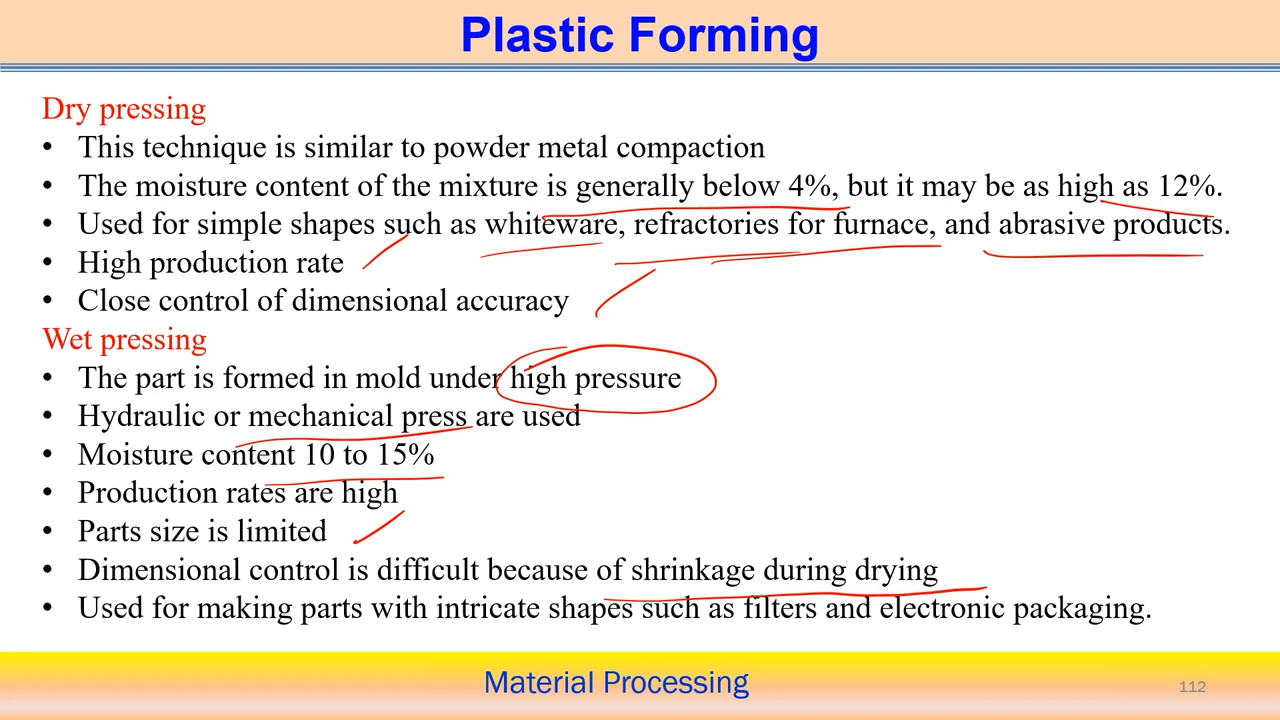 Plastic Forming
Dry pressing
• This technique is similar to powder metal compaction
• The moisture content of the mixture is generally below 4%, but it may be as high as 12%.
• Used for simple shapes such as whiteware, refractories for furnace, and abrasive products.
• High production rate
• Close control of dimensional accuracy
Wet pressing
• The part is formed in mold under high pressure
• Hydraulic or mechanical press are used
• Moisture content 10 to 15%
• Production rates are high
• Parts size is limited
• Dimensional control is difficult because of shrinkage during drying
• Used for making parts with intricate shapes such as filters and electronic packaging.
Material Processing
112